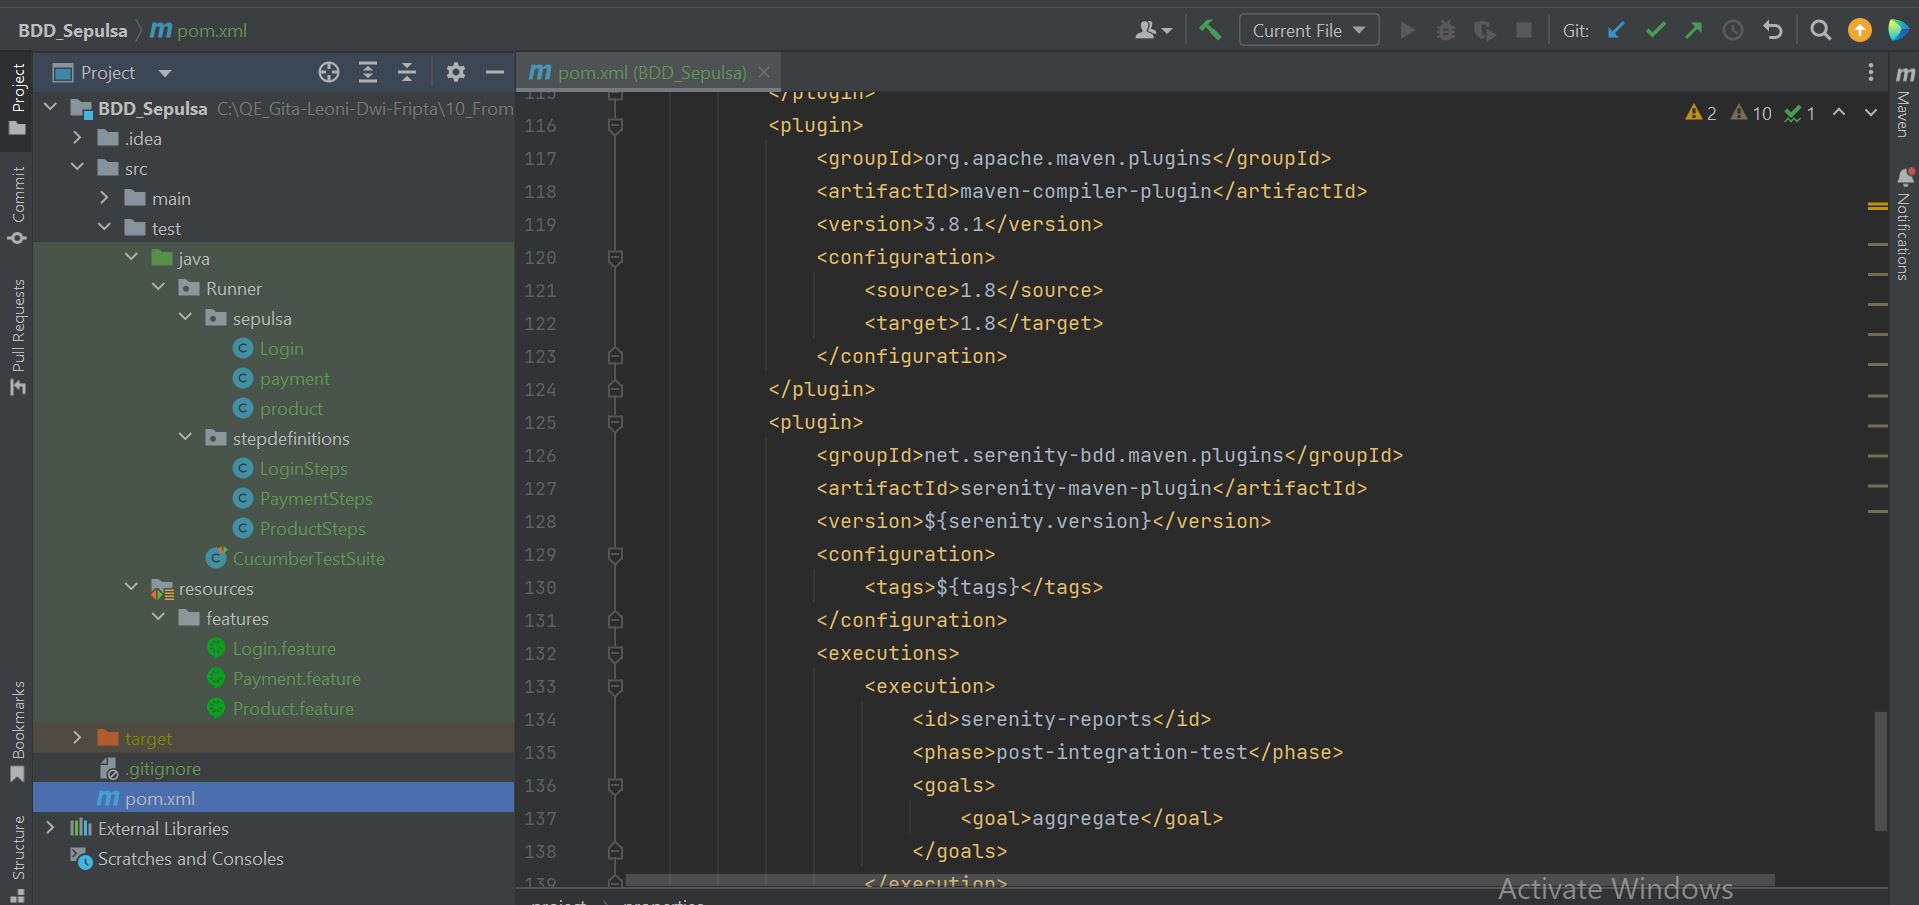 BDD_Sepulsa
pom.xml
Current File
Git:
Project
pom.xml (BDD_Sepulsa)
Project
Commit
Pull Requests
Bookmarks
Structure
BDD_Sepulsa C:\QE_Gita-Leoni-Dwi-Fripta\10_From
.idea
src
main
test
java
Runner
sepulsa
Login
payment
product
stepdefinitions
LoginSteps
PaymentSteps
ProductSteps
CucumberTestSuite
resources
features
Login.feature
Payment.feature
Product.feature
target
.gitignore
pom.xml
External Libraries
Scratches and Consoles
2 10 1
115 </plugin>
116 <plugin>
117 <groupId>org.apache.maven.plugins</groupId>
118 <artifactId>maven-compiler-plugin</artifactId>
119 <version>3.8.1</version>
120 <configuration>
121 <source>1.8</source>
122 <target>1.8</target>
123 </configuration>
124 </plugin>
125 <plugin>
126 <groupId>net.serenity-bdd.maven.plugins</groupId>
127 <artifactId>serenity-maven-plugin</artifactId>
128 <version>${serenity.version}</version>
129 <configuration>
130 <tags>${tags}</tags>
131 </configuration>
132 <executions>
133 <execution>
134 <id>serenity-reports</id>
135 <phase>post-integration-test</phase>
136 <goals>
137 <goal>aggregate</goal>
138 </goals>
139 </execution>
project properties
Activate Windows
Maven
Notifications